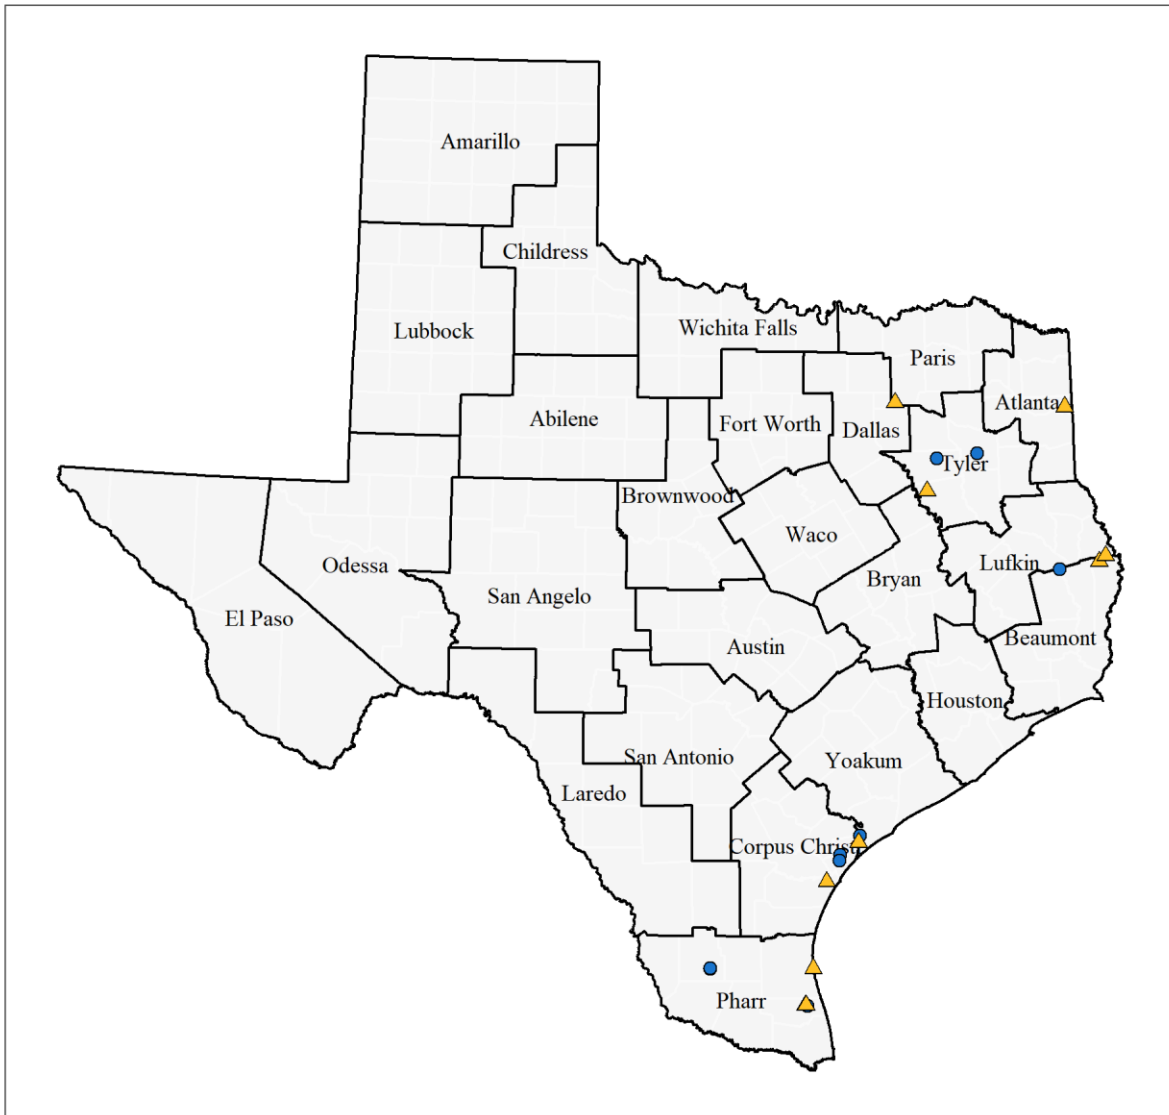 Amarillo
Childress
Lubbock
Wichita Falls
Paris
Atlanta
Abilene
Fort Worth
Dallas
Tyler
Brownwood
Waco
Odessa
Lufkin
Bryan
San Angelo
El Paso
Beaumont
Austin
Houston
San Antonio
Yoakum
Laredo
Corpus Christi
Pharr